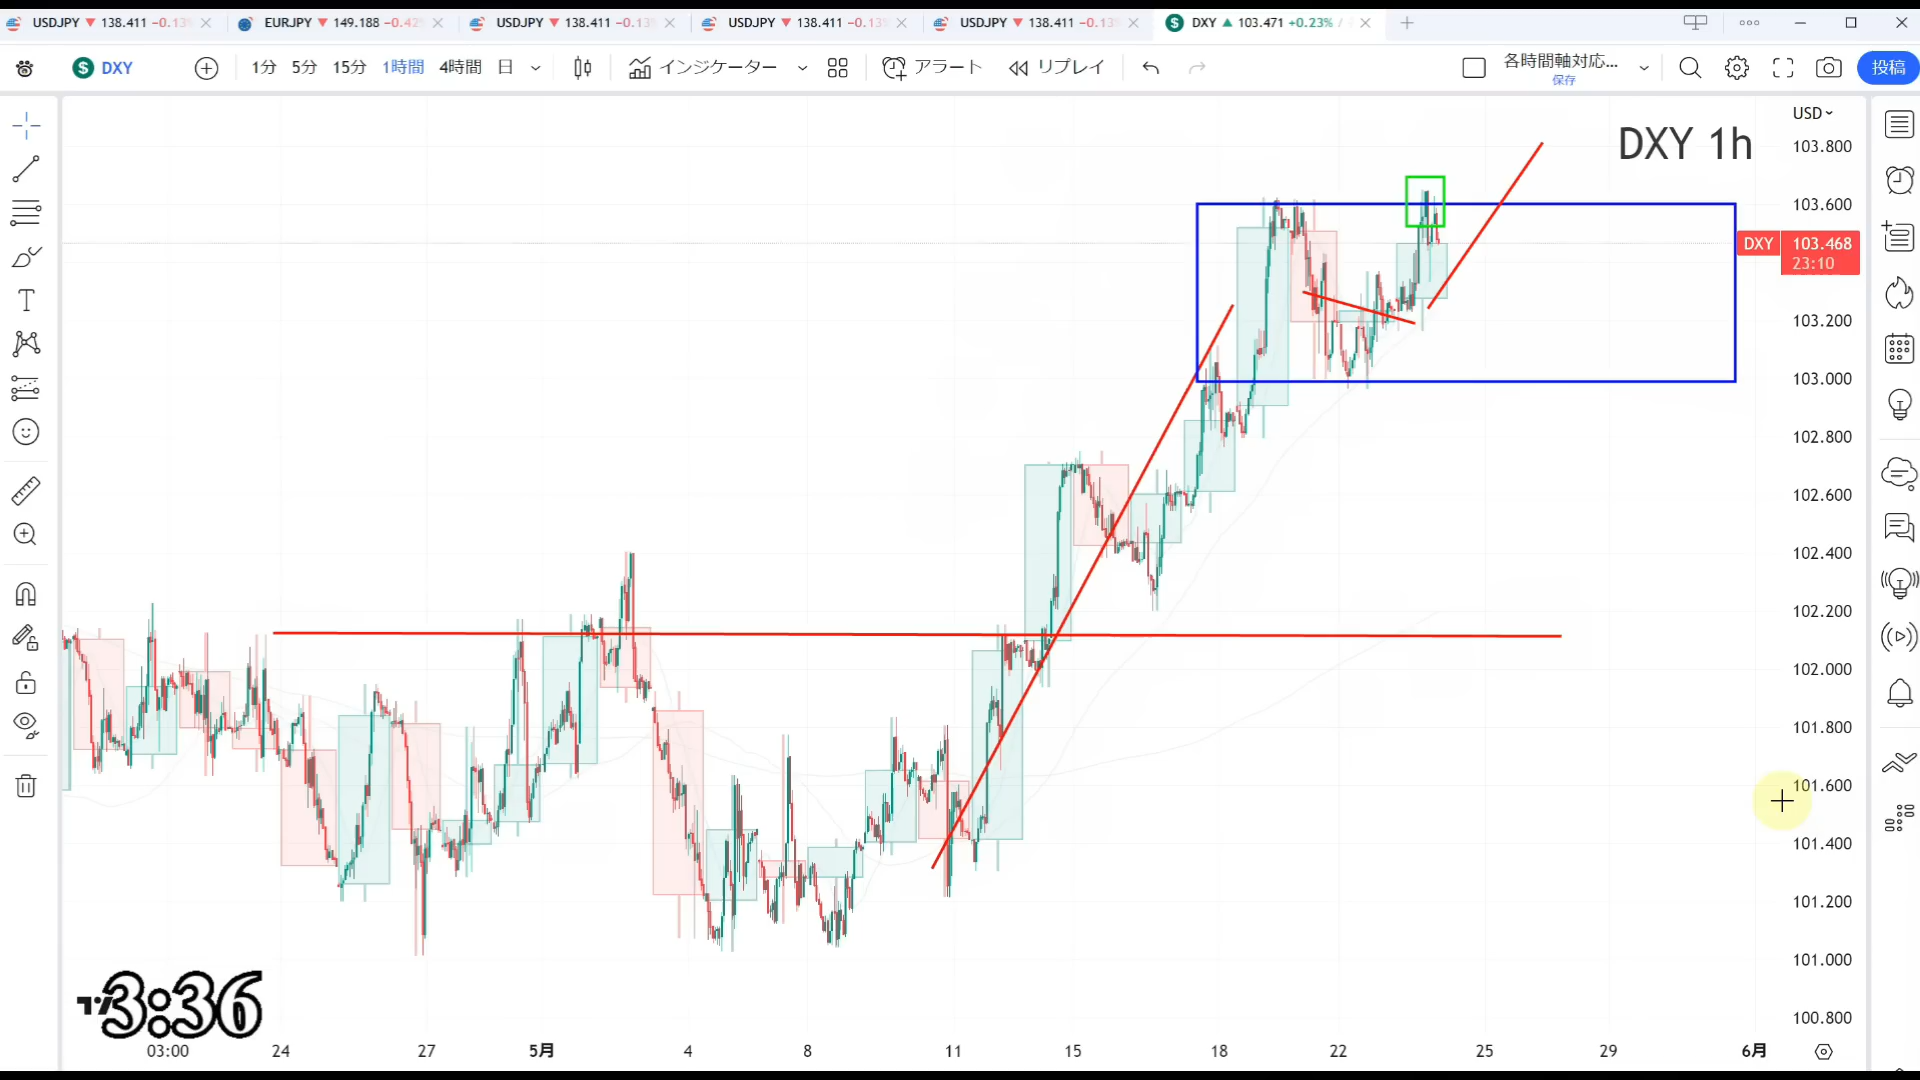 USDJPY ▼ 138.411 −0.13
EURJPY ▼ 149.188 −0.42
USDJPY ▼ 138.411 −0.13
USDJPY ▼ 138.411 −0.13
USDJPY ▼ 138.411 −0.13
DXY ▲ 103.471 +0.23% /
DXY
1分 5分 15分 1時間 4時間 日
インジケーター
アラート
リプレイ
各時間軸対応...
保存
投稿
USD
DXY 1h
103.800
103.600
DXY 103.468
23:10
103.200
103.000
102.800
102.600
102.400
102.200
102.000
101.800
101.600
101.400
101.200
101.000
100.800
3:36
03:00 24 27 5月 4 8 11 15 18 22 25 29 6月